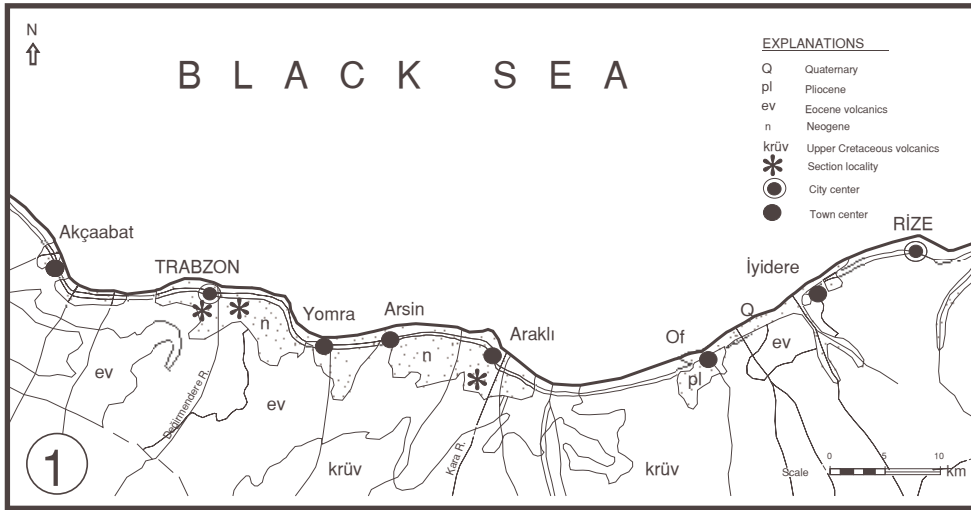 N
BLACK SEA
EXPLANATIONS
Q Quaternary
pl Pliocene
ev Eocene volcanics
n Neogene
krüv Upper Cretaceous volcanics
Section locality
City center
Town center
RİZE
Akçaabat
TRABZON
İyidere
Yomra
Arsin
Araklı
Of
Q
n
n
ev
ev
pl
ev
Değirmendere R.
Kara R.
krüv
krüv
1
Scale
0 5 10
km